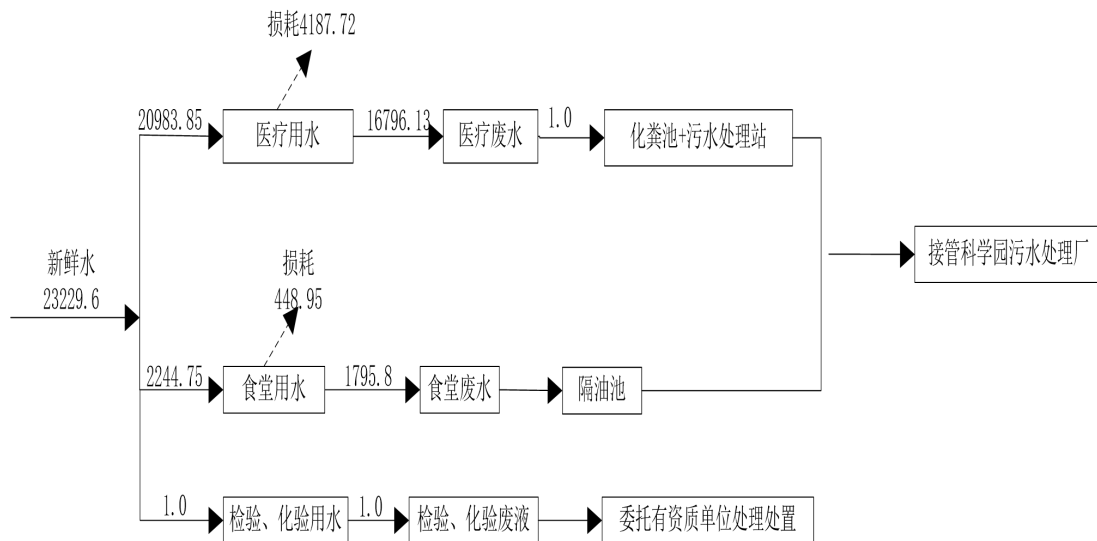 损耗4187.72
20983.85
医疗用水
16796.13
医疗废水
1.0
化粪池+污水处理站
新鲜水
23229.6
损耗
448.95
接管科学园污水处理厂
2244.75
食堂用水
1795.8
食堂废水
隔油池
1.0
检验、化验用水
1.0
检验、化验废液
委托有资质单位处理处置